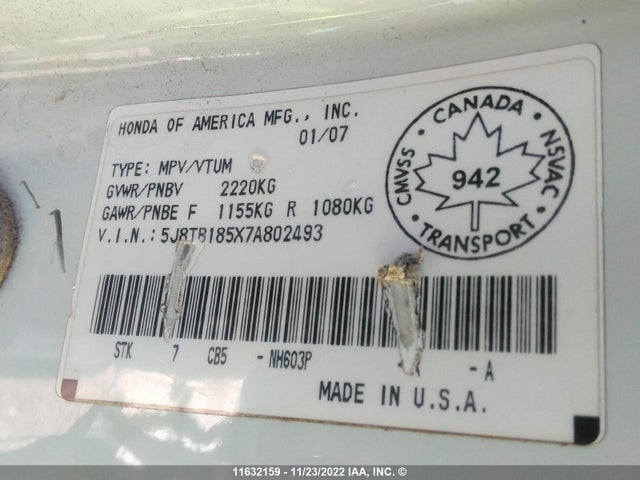 HONDA OF AMERICA MFG., INC.
01/07
TYPE: MPV/VTUM
GVWR/PNBV 2220KG
GAWR/PNBE F 1155KG R 1080KG
V.I.N.: 5J8TB185X7A802493
CANADA
CMVSS
942
NSVAC
TRANSPORT
STK 7 CB5 - NH603P - A
MADE IN U.S.A.
11632159 - 11/23/2022 IAA, INC. ©